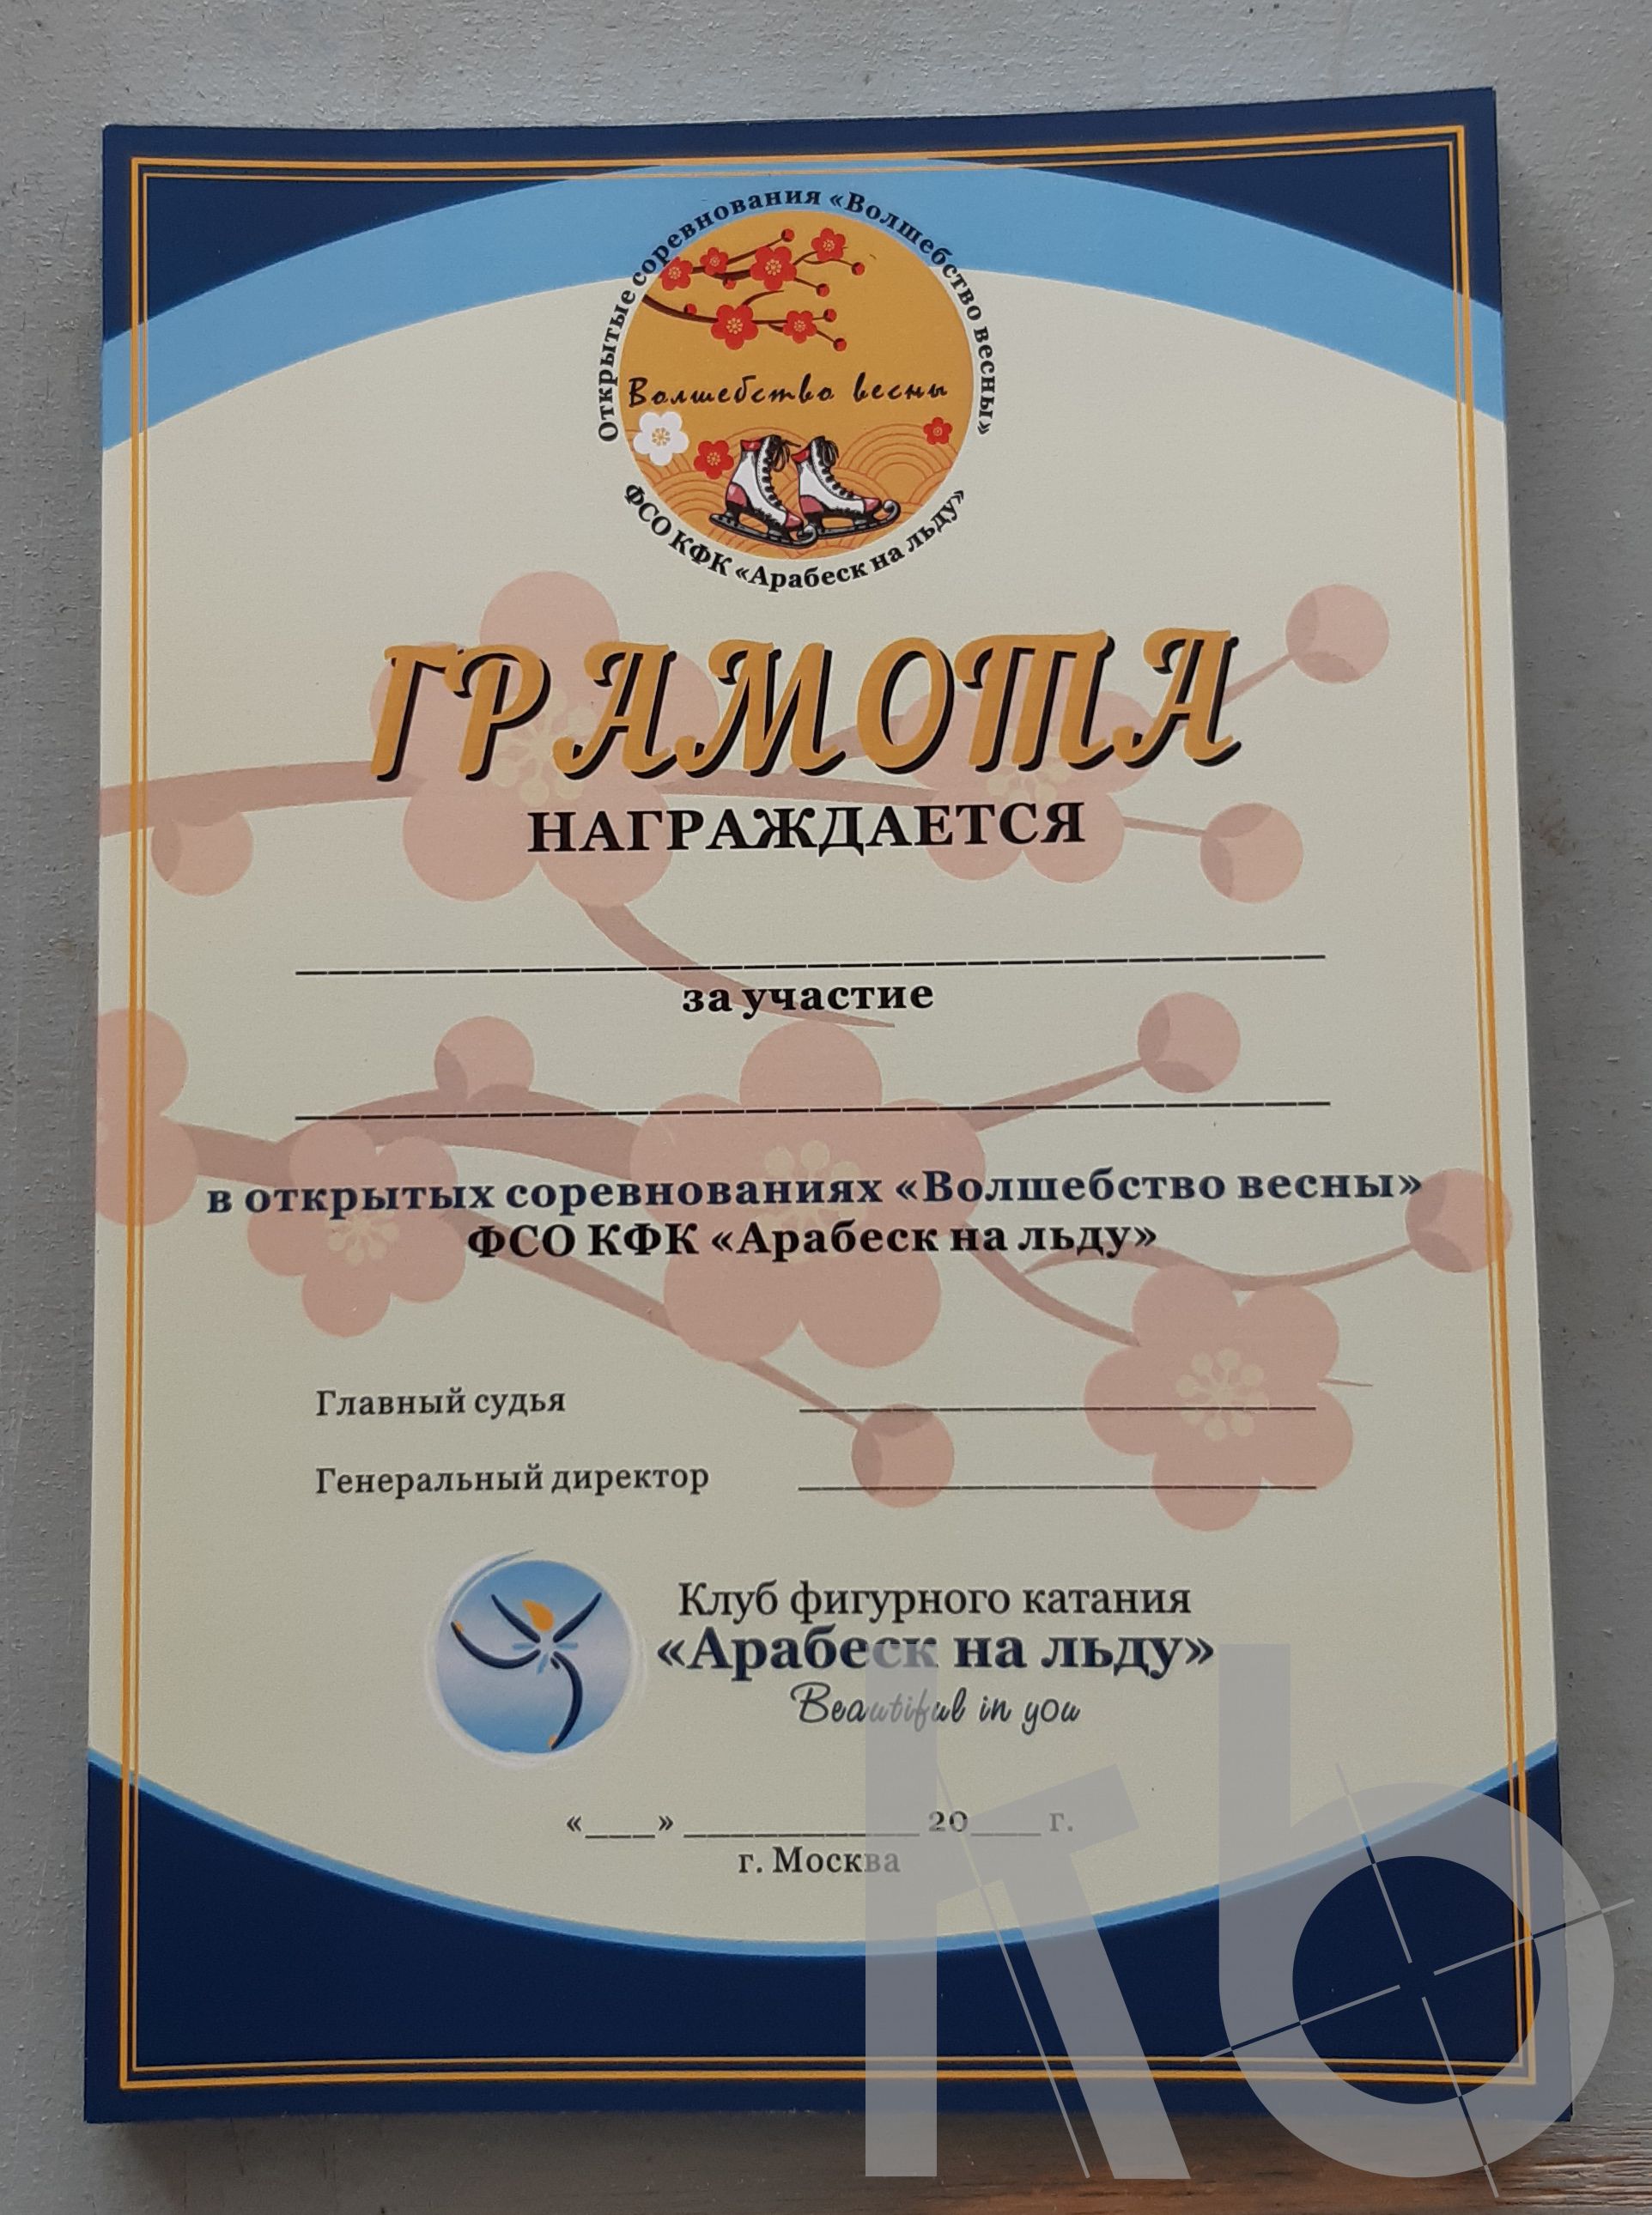 Открытые соревнования «Волшебство весны»
Волшебство весны
ФСО КФК «Арабеск на льду»
ГРАМОТА
НАГРАЖДАЕТСЯ
за участие
в открытых соревнованиях «Волшебство весны»
ФСО КФК «Арабеск на льду»
Главный судья
Генеральный директор
Клуб фигурного катания
«Арабеск на льду»
Beautiful in you
«___» __________ 20___ г.
г. Москва